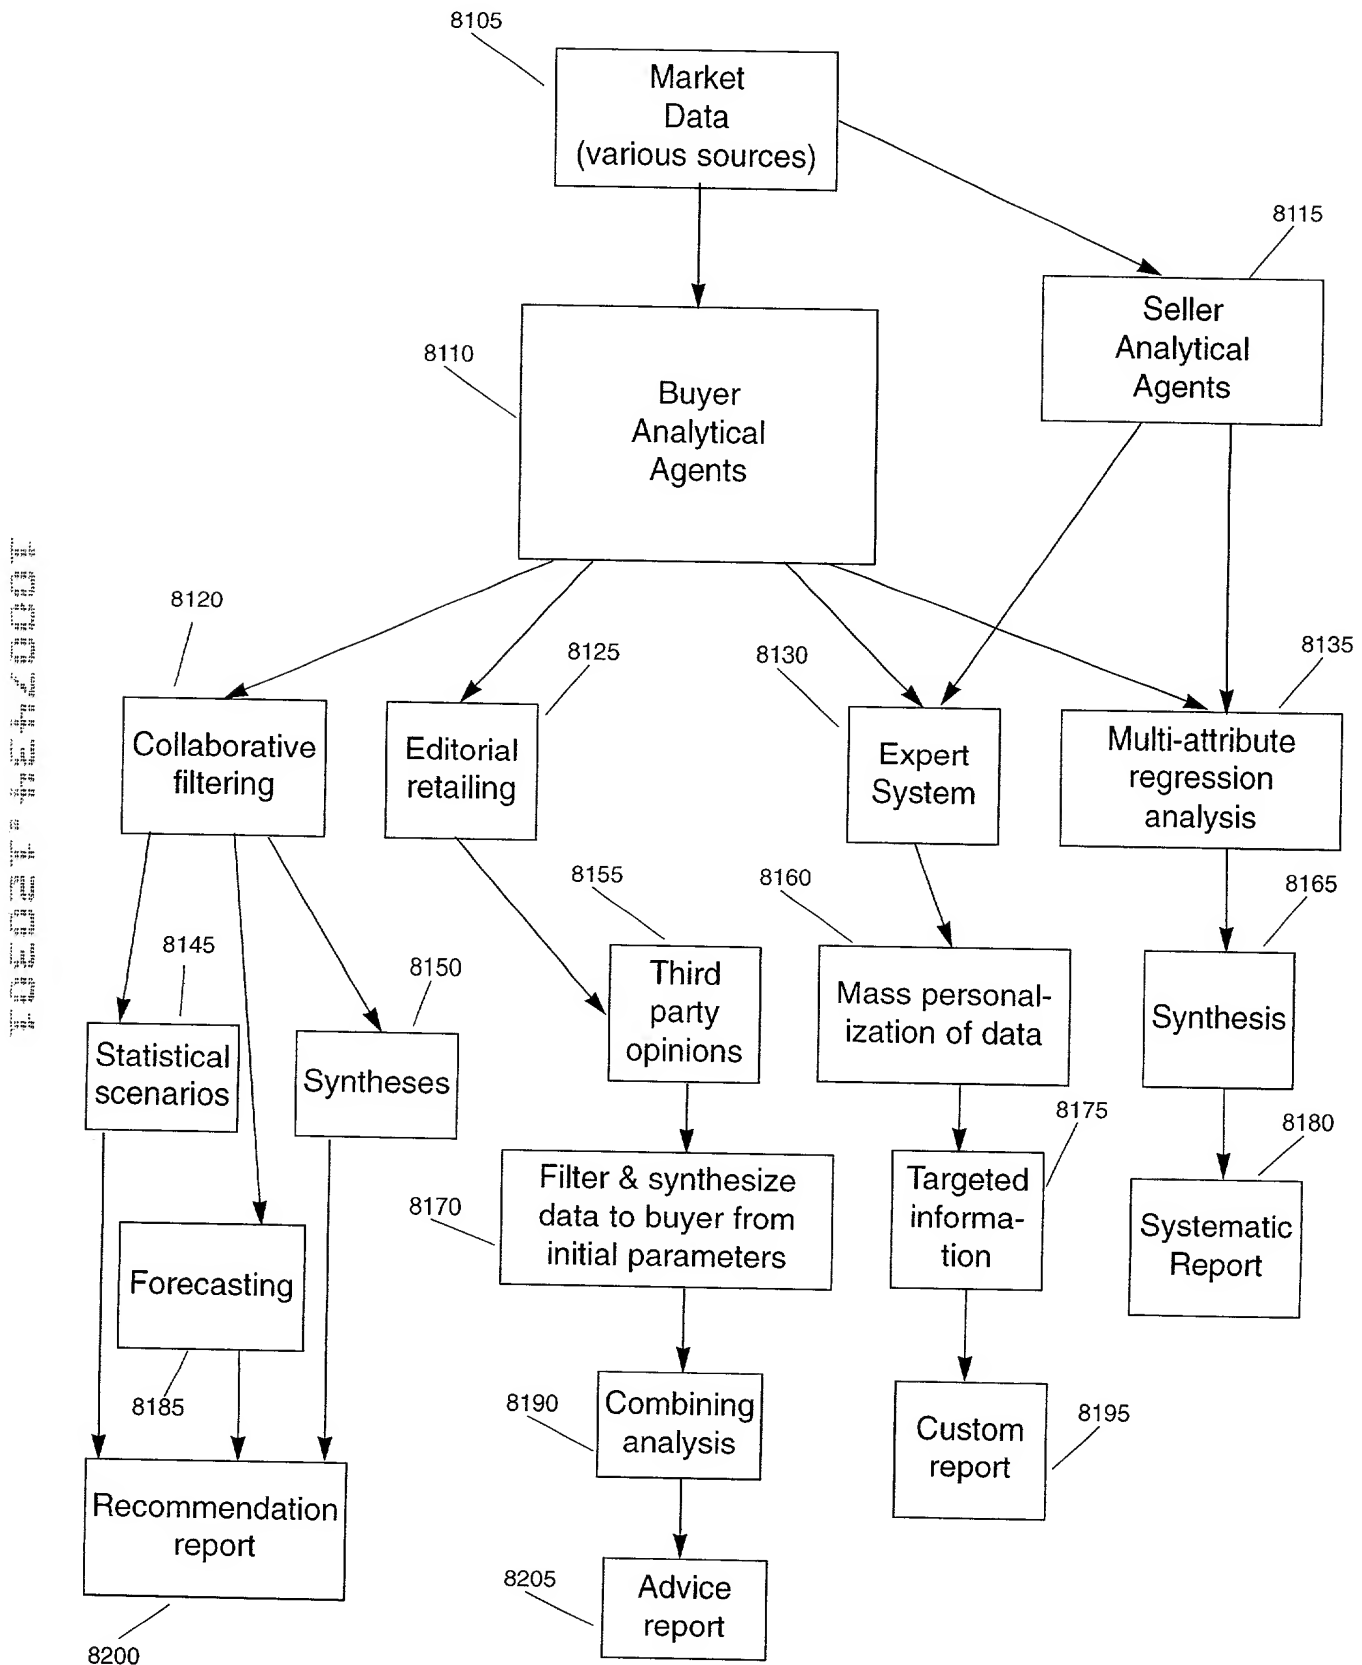 8105
Market
Data
(various sources)
8115
Seller
Analytical
Agents
8110
Buyer
Analytical
Agents
8120
8125
8130
8135
Collaborative
filtering
Editorial
retailing
Expert
System
Multi-attribute
regression
analysis
8155
8160
8165
8145
8150
Third
party
opinions
Mass personal-
ization of data
Synthesis
Statistical
scenarios
Syntheses
8175
8180
8170
Filter & synthesize
data to buyer from
initial parameters
Targeted
informa-
tion
Systematic
Report
Forecasting
8185
8190
Combining
analysis
Custom
report
8195
Recommendation
report
8200
8205
Advice
report
10007434.120301